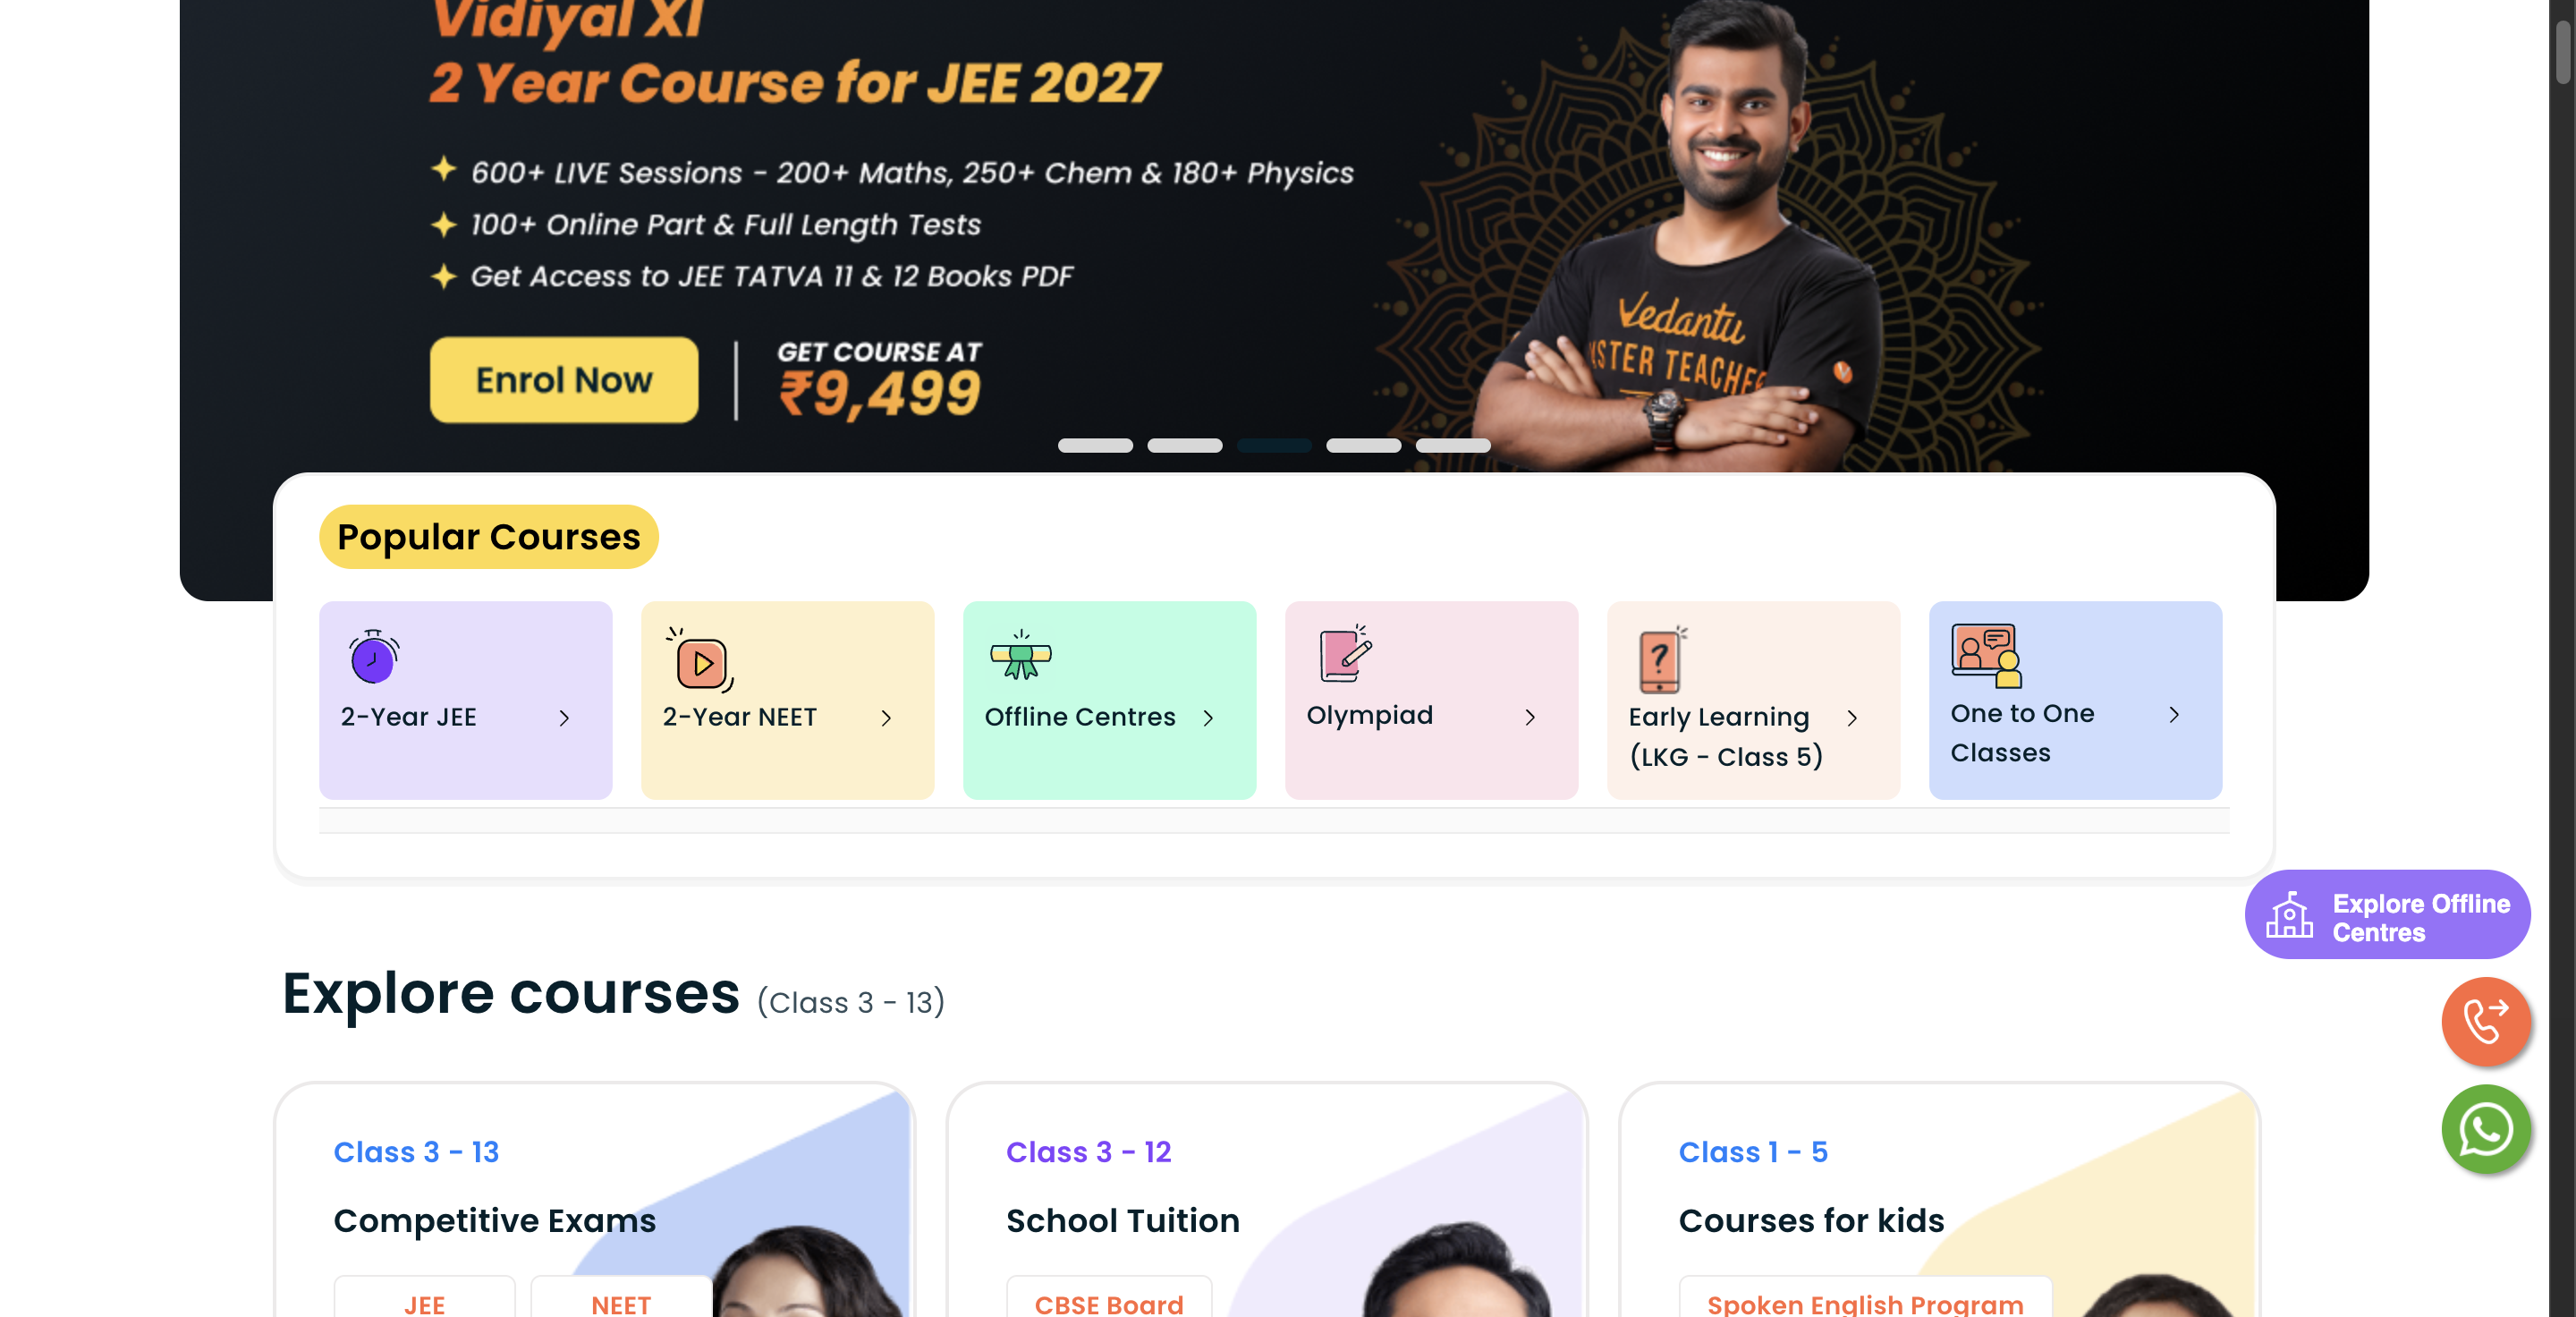 Vidiyal XI
2 Year Course for JEE 2027
600+ LIVE Sessions - 200+ Maths, 250+ Chem & 180+ Physics
100+ Online Part & Full Length Tests
Get Access to JEE TATVA 11 & 12 Books PDF
Enrol Now
GET COURSE AT
₹9,499
Vedantu
STER TEACHE
Popular Courses
2-Year JEE
2-Year NEET
Offline Centres
Olympiad
Early Learning
(LKG - Class 5)
One to One
Classes
Explore Offline
Centres
Explore courses (Class 3 - 13)
Class 3 - 13
Competitive Exams
JEE
NEET
Class 3 - 12
School Tuition
CBSE Board
Class 1 - 5
Courses for kids
Spoken English Program